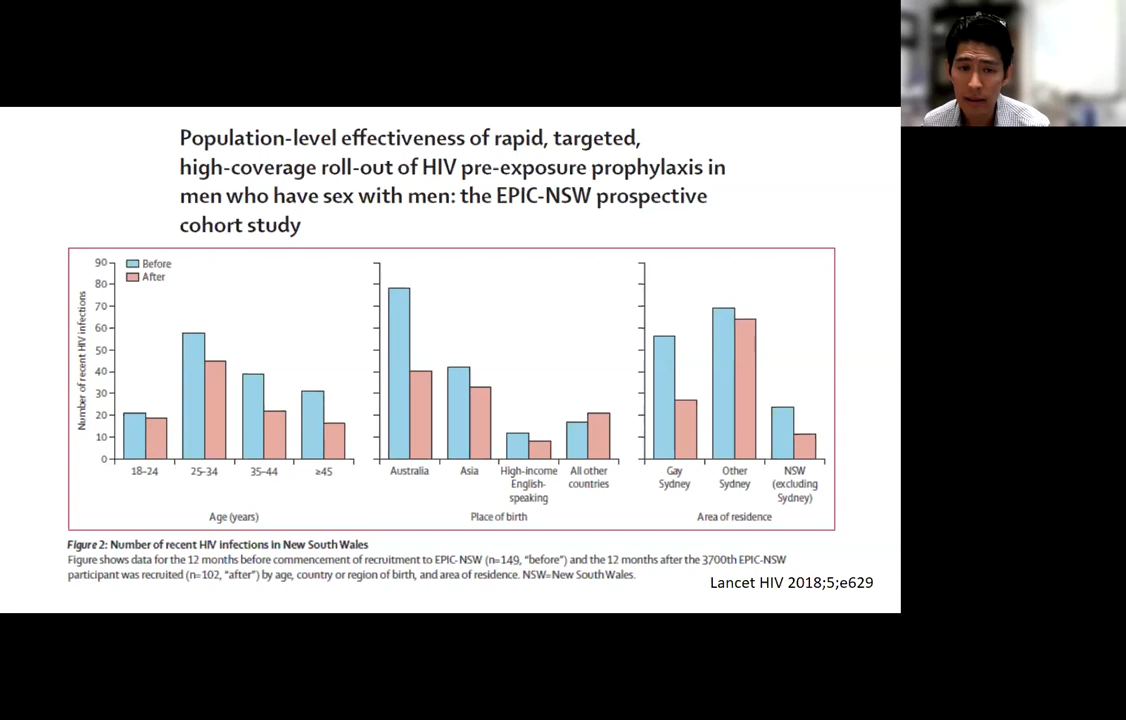 Population-level effectiveness of rapid, targeted,
high-coverage roll-out of HIV pre-exposure prophylaxis in
men who have sex with men: the EPIC-NSW prospective
cohort study
Before
After
Number of recent HIV infections
90
80
70
60
50
40
30
20
10
0
18–24
25–34
35–44
≥45
Age (years)
Australia
Asia
High-income
English-
speaking
All other
countries
Place of birth
Gay
Sydney
Other
Sydney
NSW
(excluding
Sydney)
Area of residence
Figure 2: Number of recent HIV infections in New South Wales
Figure shows data for the 12 months before commencement of recruitment to EPIC-NSW (n=149, “before”) and the 12 months after the 3700th EPIC-NSW
participant was recruited (n=102, “after”) by age, country or region of birth, and area of residence. NSW=New South Wales.
Lancet HIV 2018;5;e629